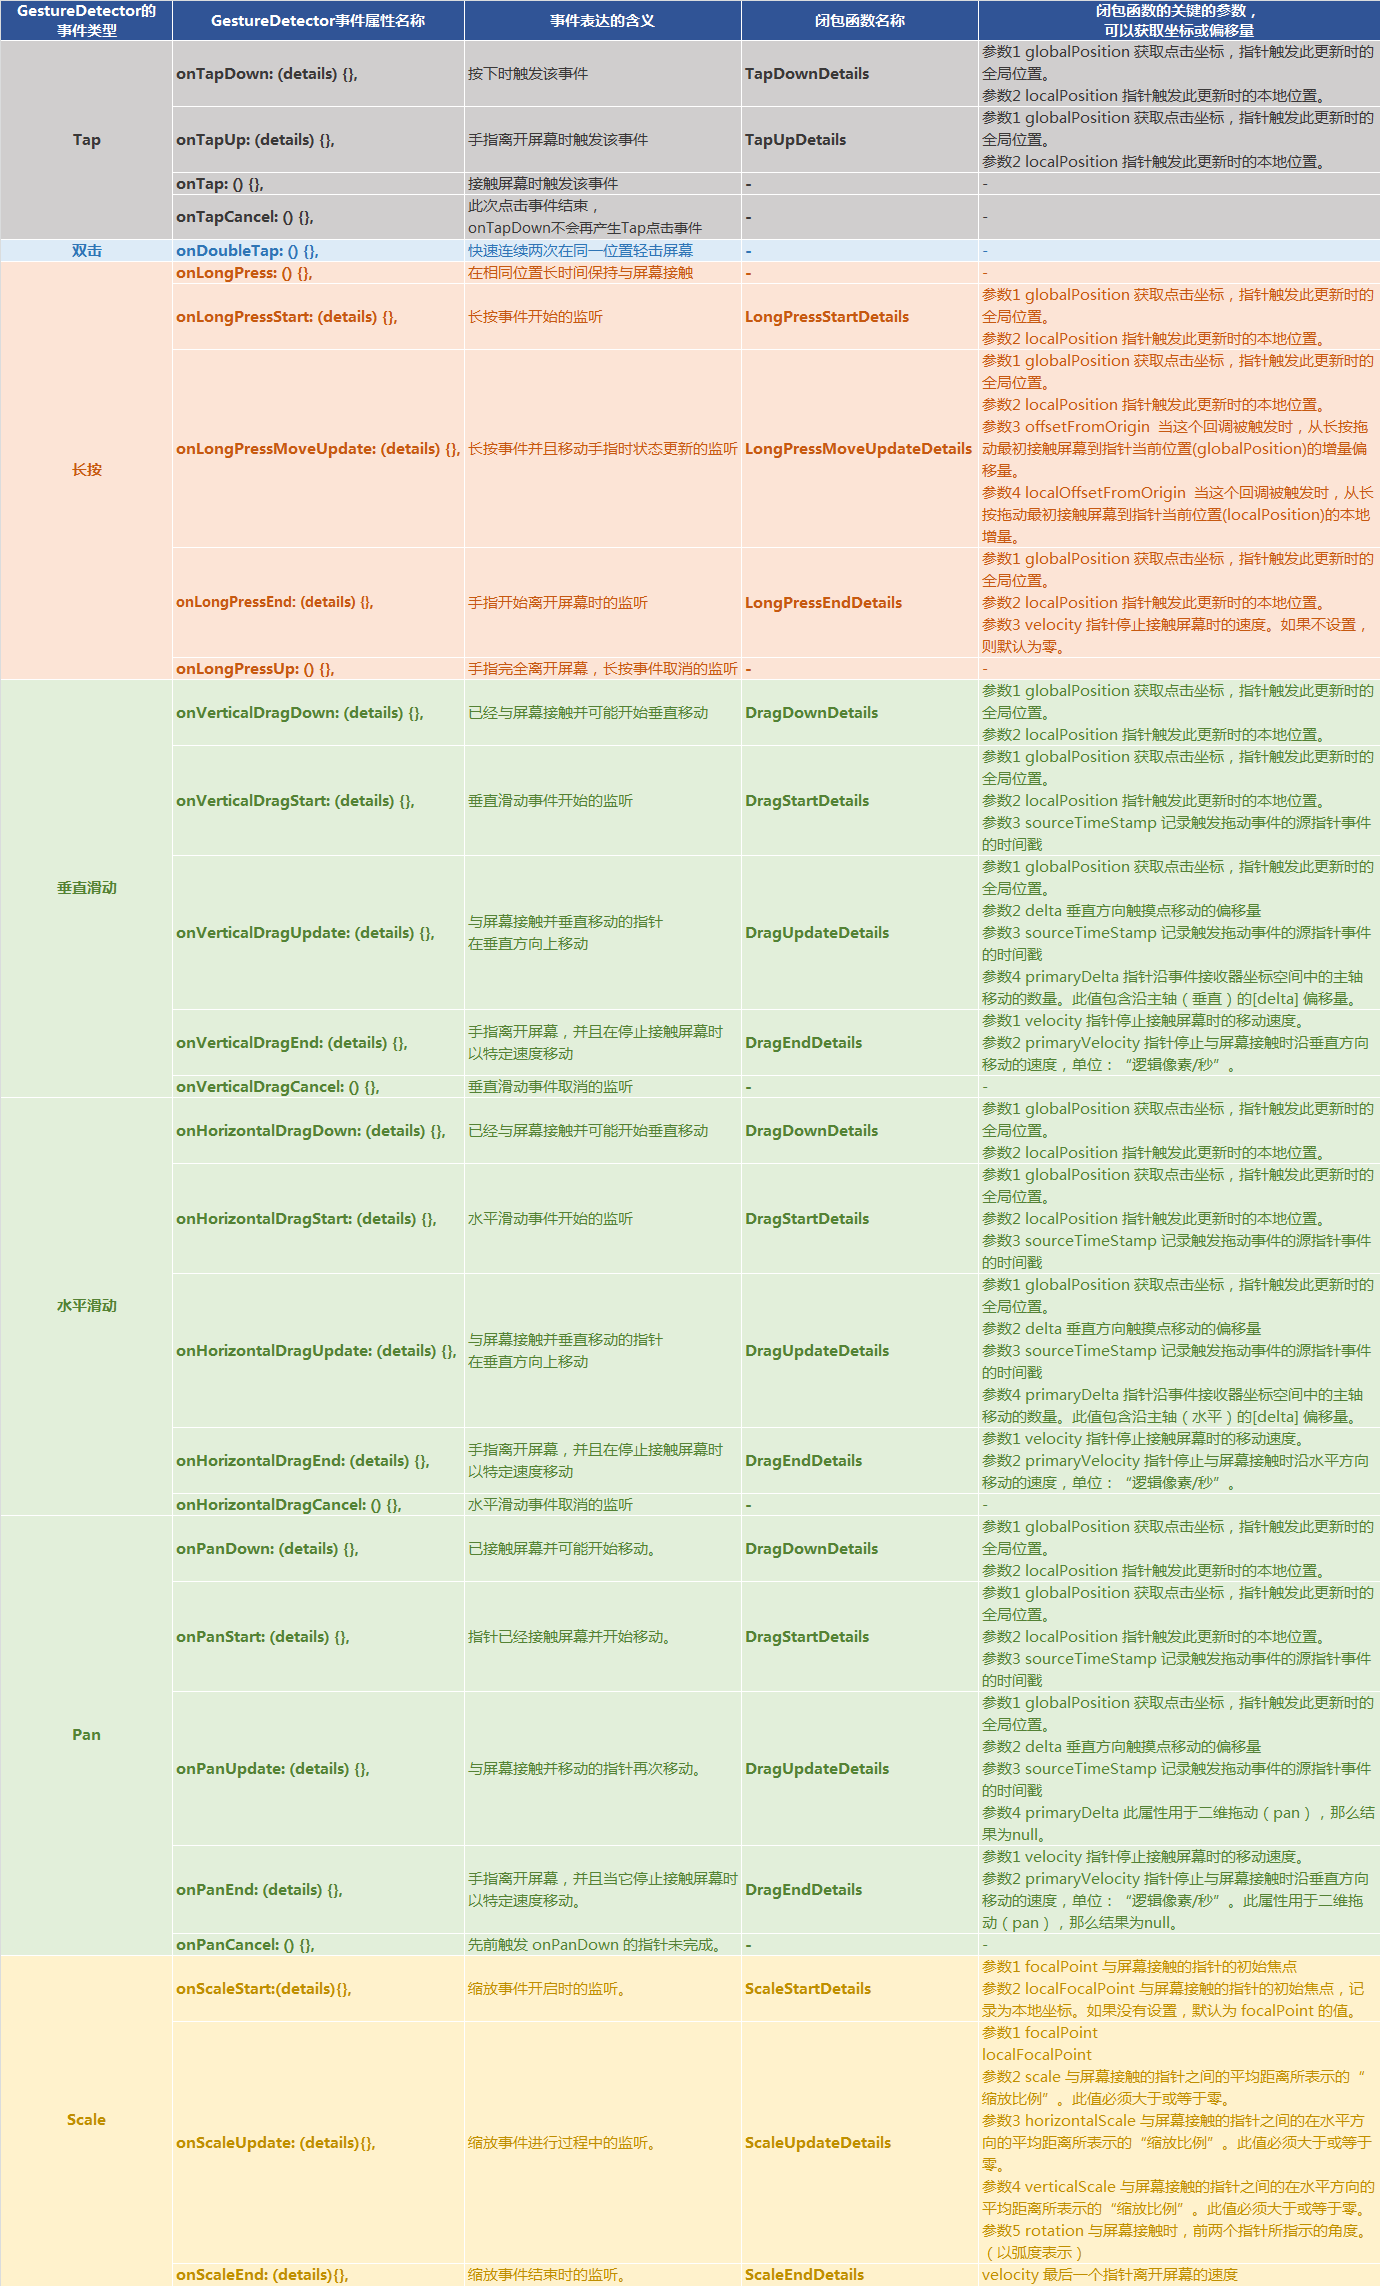 GestureDetector的
事件类型
GestureDetector事件属性名称
事件表达的含义
闭包函数名称
闭包函数的关键的参数，
可以获取坐标或偏移量
Tap
onTapDown: (details) {},
按下时触发该事件
TapDownDetails
参数1 globalPosition 获取点击坐标，指针触发此更新时的
全局位置。
参数2 localPosition 指针触发此更新时的本地位置。
onTapUp: (details) {},
手指离开屏幕时触发该事件
TapUpDetails
参数1 globalPosition 获取点击坐标，指针触发此更新时的
全局位置。
参数2 localPosition 指针触发此更新时的本地位置。
onTap: () {},
接触屏幕时触发该事件
-
-
onTapCancel: () {},
此次点击事件结束，
onTapDown不会再产生Tap点击事件
-
-
双击
onDoubleTap: () {},
快速连续两次在同一位置轻击屏幕
-
-
长按
onLongPress: () {},
在相同位置长时间保持与屏幕接触
-
-
onLongPressStart: (details) {},
长按事件开始的监听
LongPressStartDetails
参数1 globalPosition 获取点击坐标，指针触发此更新时的
全局位置。
参数2 localPosition 指针触发此更新时的本地位置。
onLongPressMoveUpdate: (details) {},
长按事件并且移动手指时状态更新的监听
LongPressMoveUpdateDetails
参数1 globalPosition 获取点击坐标，指针触发此更新时的
全局位置。
参数2 localPosition 指针触发此更新时的本地位置。
参数3 offsetFromOrigin 当这个回调被触发时，从长按拖
动最初接触屏幕到指针当前位置(globalPosition)的增量偏
移量。
参数4 localOffsetFromOrigin 当这个回调被触发时，从长
按拖动最初接触屏幕到指针当前位置(localPosition)的本地
增量。
onLongPressEnd: (details) {},
手指开始离开屏幕时的监听
LongPressEndDetails
参数1 globalPosition 获取点击坐标，指针触发此更新时的
全局位置。
参数2 localPosition 指针触发此更新时的本地位置。
参数3 velocity 指针停止接触屏幕时的速度。如果不设置，
则默认为零。
onLongPressUp: () {},
手指完全离开屏幕，长按事件取消的监听
-
-
垂直滑动
onVerticalDragDown: (details) {},
已经与屏幕接触并可能开始垂直移动
DragDownDetails
参数1 globalPosition 获取点击坐标，指针触发此更新时的
全局位置。
参数2 localPosition 指针触发此更新时的本地位置。
onVerticalDragStart: (details) {},
垂直滑动事件开始的监听
DragStartDetails
参数1 globalPosition 获取点击坐标，指针触发此更新时的
全局位置。
参数2 localPosition 指针触发此更新时的本地位置。
参数3 sourceTimeStamp 记录触发拖动事件的源指针事件
的时间戳
onVerticalDragUpdate: (details) {},
与屏幕接触并垂直移动的指针
在垂直方向上移动
DragUpdateDetails
参数1 globalPosition 获取点击坐标，指针触发此更新时的
全局位置。
参数2 delta 垂直方向触摸点移动的偏移量
参数3 sourceTimeStamp 记录触发拖动事件的源指针事件
的时间戳
参数4 primaryDelta 指针沿事件接收器坐标空间中的主轴
移动的数量。此值包含沿主轴（垂直）的[delta] 偏移量。
onVerticalDragEnd: (details) {},
手指离开屏幕，并且在停止接触屏幕时
以特定速度移动
DragEndDetails
参数1 velocity 指针停止接触屏幕时的移动速度。
参数2 primaryVelocity 指针停止与屏幕接触时沿垂直方向
移动的速度，单位：“逻辑像素/秒”。
onVerticalDragCancel: () {},
垂直滑动事件取消的监听
-
-
水平滑动
onHorizontalDragDown: (details) {},
已经与屏幕接触并可能开始垂直移动
DragDownDetails
参数1 globalPosition 获取点击坐标，指针触发此更新时的
全局位置。
参数2 localPosition 指针触发此更新时的本地位置。
onHorizontalDragStart: (details) {},
水平滑动事件开始的监听
DragStartDetails
参数1 globalPosition 获取点击坐标，指针触发此更新时的
全局位置。
参数2 localPosition 指针触发此更新时的本地位置。
参数3 sourceTimeStamp 记录触发拖动事件的源指针事件
的时间戳
onHorizontalDragUpdate: (details) {},
与屏幕接触并垂直移动的指针
在垂直方向上移动
DragUpdateDetails
参数1 globalPosition 获取点击坐标，指针触发此更新时的
全局位置。
参数2 delta 垂直方向触摸点移动的偏移量
参数3 sourceTimeStamp 记录触发拖动事件的源指针事件
的时间戳
参数4 primaryDelta 指针沿事件接收器坐标空间中的主轴
移动的数量。此值包含沿主轴（水平）的[delta] 偏移量。
onHorizontalDragEnd: (details) {},
手指离开屏幕，并且在停止接触屏幕时
以特定速度移动
DragEndDetails
参数1 velocity 指针停止接触屏幕时的移动速度。
参数2 primaryVelocity 指针停止与屏幕接触时沿水平方向
移动的速度，单位：“逻辑像素/秒”。
onHorizontalDragCancel: () {},
水平滑动事件取消的监听
-
-
Pan
onPanDown: (details) {},
已接触屏幕并可能开始移动。
DragDownDetails
参数1 globalPosition 获取点击坐标，指针触发此更新时的
全局位置。
参数2 localPosition 指针触发此更新时的本地位置。
onPanStart: (details) {},
指针已经接触屏幕并开始移动。
DragStartDetails
参数1 globalPosition 获取点击坐标，指针触发此更新时的
全局位置。
参数2 localPosition 指针触发此更新时的本地位置。
参数3 sourceTimeStamp 记录触发拖动事件的源指针事件
的时间戳
onPanUpdate: (details) {},
与屏幕接触并移动的指针再次移动。
DragUpdateDetails
参数1 globalPosition 获取点击坐标，指针触发此更新时的
全局位置。
参数2 delta 垂直方向触摸点移动的偏移量
参数3 sourceTimeStamp 记录触发拖动事件的源指针事件
的时间戳
参数4 primaryDelta 此属性用于二维拖动（pan），那么结
果为null。
onPanEnd: (details) {},
手指离开屏幕，并且当它停止接触屏幕时
以特定速度移动。
DragEndDetails
参数1 velocity 指针停止接触屏幕时的移动速度。
参数2 primaryVelocity 指针停止与屏幕接触时沿垂直方向
移动的速度，单位：“逻辑像素/秒”。此属性用于二维拖
动（pan），那么结果为null。
onPanCancel: () {},
先前触发 onPanDown 的指针未完成。
-
-
Scale
onScaleStart:(details){},
缩放事件开启时的监听。
ScaleStartDetails
参数1 focalPoint 与屏幕接触的指针的初始焦点
参数2 localFocalPoint 与屏幕接触的指针的初始焦点，记
录为本地坐标。如果没有设置，默认为 focalPoint 的值。
onScaleUpdate: (details){},
缩放事件进行过程中的监听。
ScaleUpdateDetails
参数1 focalPoint
localFocalPoint
参数2 scale 与屏幕接触的指针之间的平均距离所表示的“
缩放比例”。此值必须大于或等于零。
参数3 horizontalScale 与屏幕接触的指针之间的在水平方
向的平均距离所表示的“缩放比例”。此值必须大于或等于
零。
参数4 verticalScale 与屏幕接触的指针之间的在水平方向的
平均距离所表示的“缩放比例”。此值必须大于或等于零。
参数5 rotation 与屏幕接触时，前两个指针所指示的角度。
（以弧度表示）
onScaleEnd: (details){},
缩放事件结束时的监听。
ScaleEndDetails
velocity 最后一个指针离开屏幕的速度